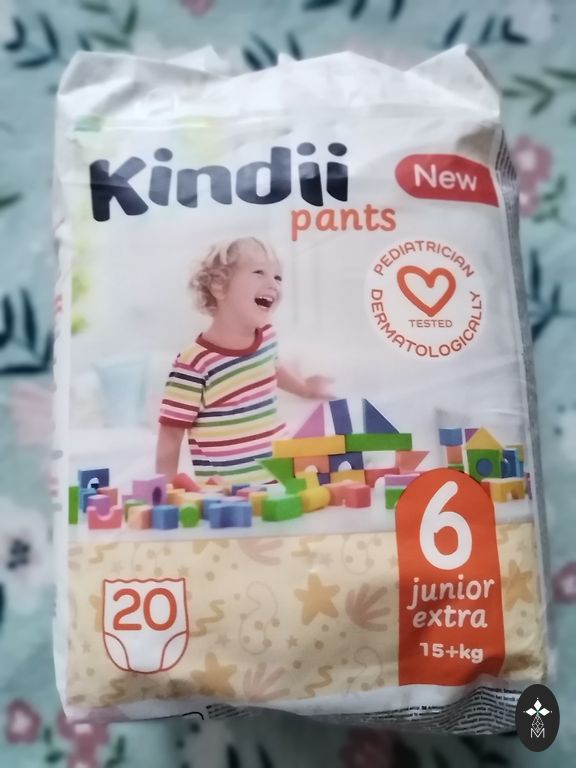 Kindii
New
pants
PEDIATRICIAN
DERMATOLOGICALLY
TESTED
6
junior
extra
15+kg
20